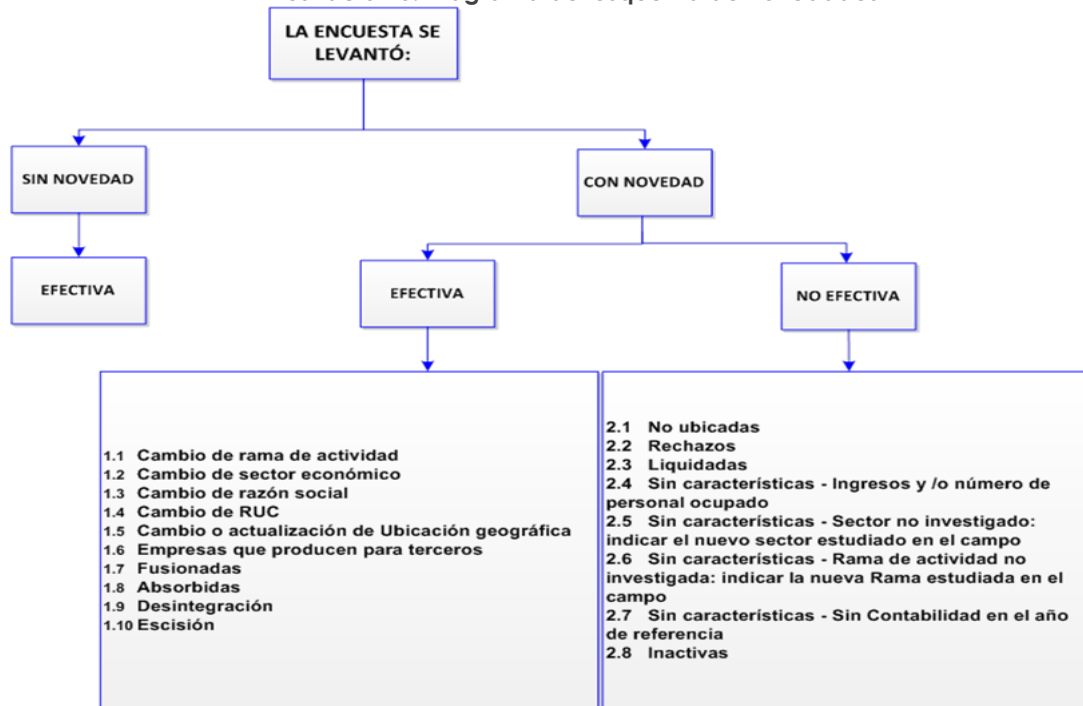 LA ENCUESTA SE
LEVANTÓ:
SIN NOVEDAD
CON NOVEDAD
EFECTIVA
EFECTIVA
NO EFECTIVA
1.1 Cambio de rama de actividad
1.2 Cambio de sector económico
1.3 Cambio de razón social
1.4 Cambio de RUC
1.5 Cambio o actualización de Ubicación geográfica
1.6 Empresas que producen para terceros
1.7 Fusionadas
1.8 Absorbidas
1.9 Desintegración
1.10 Escisión
2.1 No ubicadas
2.2 Rechazos
2.3 Liquidadas
2.4 Sin características - Ingresos y /o número de
personal ocupado
2.5 Sin características - Sector no investigado:
indicar el nuevo sector estudiado en el campo
2.6 Sin características - Rama de actividad no
investigada: indicar la nueva Rama estudiada en el
campo
2.7 Sin características - Sin Contabilidad en el año
de referencia
2.8 Inactivas